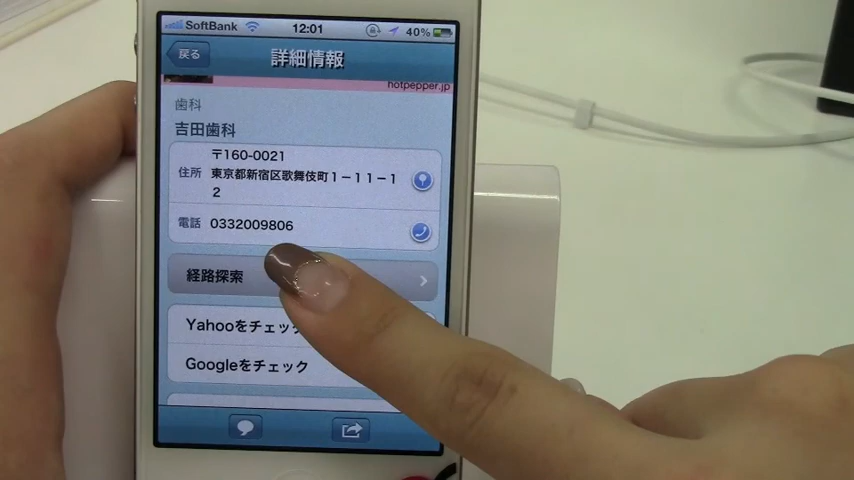 SoftBank 12:01 40%
戻る 詳細情報
hotpepper.jp
歯科
吉田歯科
住所 〒160-0021
東京都新宿区歌舞伎町1-11-1
2
電話 0332009806
経路探索
Yahooをチェック
Googleをチェック